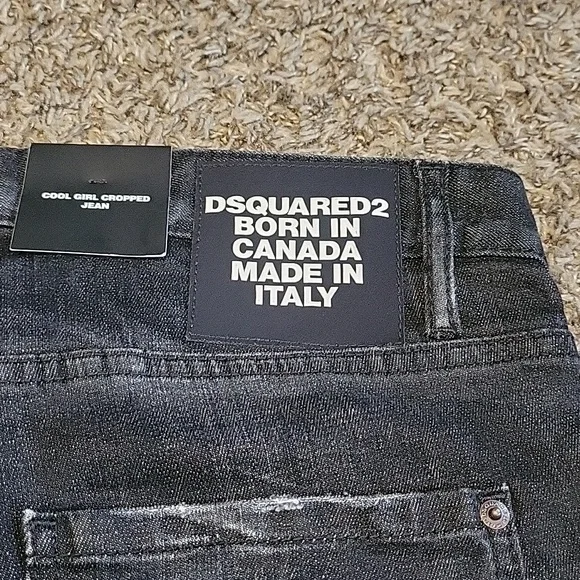 COOL GIRL CROPPED
JEAN
DSQUARED2
BORN IN
CANADA
MADE IN
ITALY